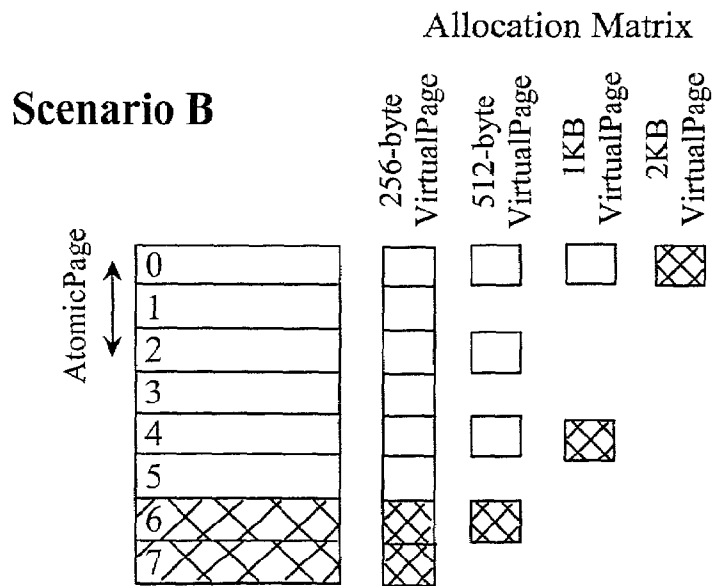 Allocation Matrix
Scenario B
256-byte
VirtualPage
512-byte
VirtualPage
1KB
VirtualPage
2KB
VirtualPage
AtomicPage
0
1
2
3
4
5
6
7